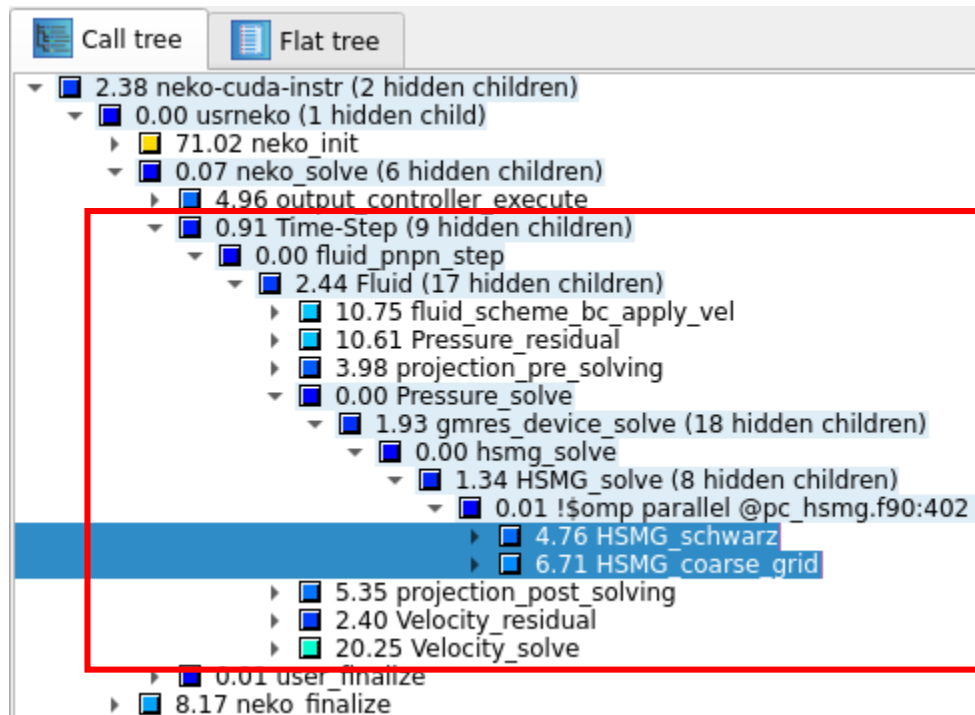 Call tree
Flat tree
2.38 neko-cuda-instr (2 hidden children)
0.00 usrneko (1 hidden child)
71.02 neko_init
0.07 neko_solve (6 hidden children)
4.96 output_controller_execute
0.91 Time-Step (9 hidden children)
0.00 fluid_pnpn_step
2.44 Fluid (17 hidden children)
10.75 fluid_scheme_bc_apply_vel
10.61 Pressure_residual
3.98 projection_pre_solving
0.00 Pressure_solve
1.93 gmres_device_solve (18 hidden children)
0.00 hsmg_solve
1.34 HSMG_solve (8 hidden children)
0.01 !$omp parallel @pc_hsmg.f90:402
4.76 HSMG_schwarz
6.71 HSMG_coarse_grid
5.35 projection_post_solving
2.40 Velocity_residual
20.25 Velocity_solve
0.01 user_finalize
8.17 neko_finalize